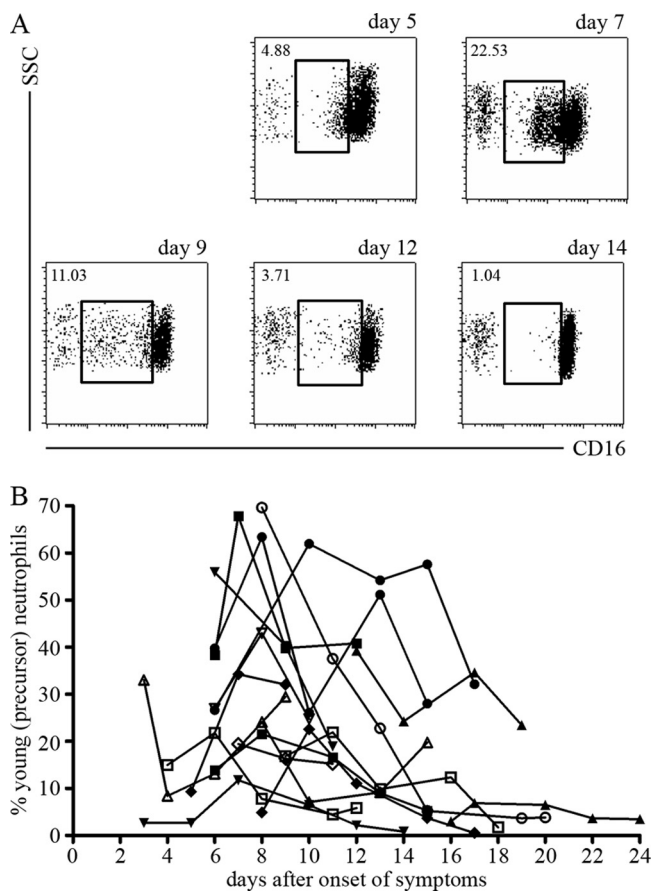 A
SSC
day 5
4.88
day 7
22.53
day 9
11.03
day 12
3.71
day 14
1.04
CD16
B
% young (precursor) neutrophils
70
60
50
40
30
20
10
0
0 2 4 6 8 10 12 14 16 18 20 22 24
days after onset of symptoms